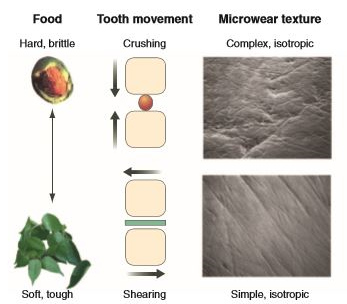 Food Tooth movement Microwear texture
Hard, brittle Crushing Complex, isotropic
Soft, tough Shearing Simple, isotropic